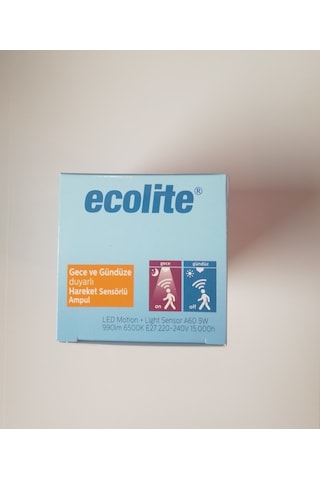 ecolite®
Gece ve Gündüze
duyarlı
Hareket Sensörlü
Ampul
gece
gündüz
on
off
LED Motion + Light Sensor A60 9W
990lm 6500K E27 220-240V 15.000h